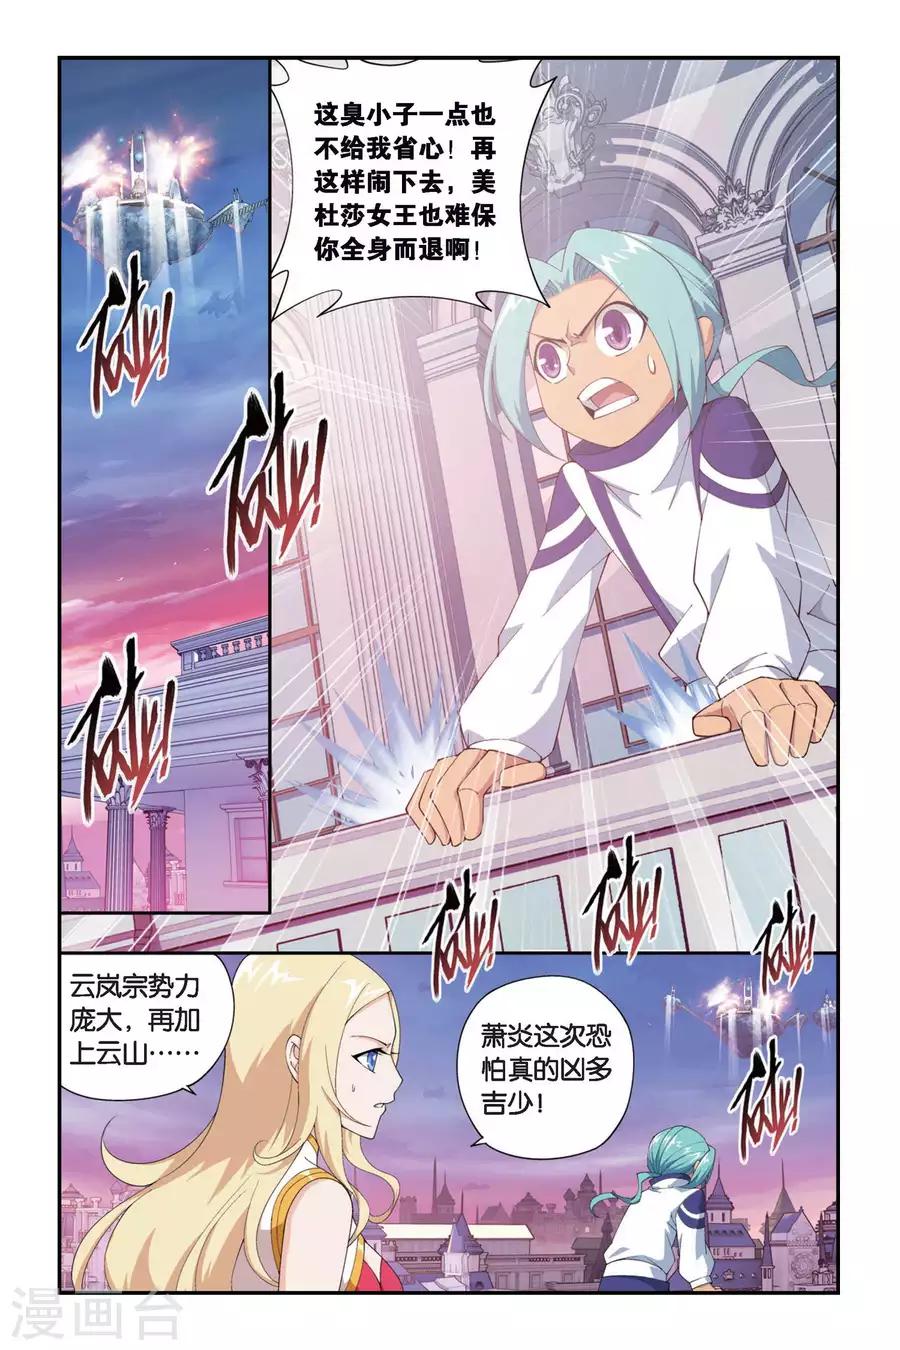 这臭小子一点也
不给我省心！再
这样闹下去，美
杜莎女王也难保
你全身而退啊！
云岚宗势力
庞大，再加
上云山……
萧炎这次恐
怕真的凶多
吉少！
漫画台